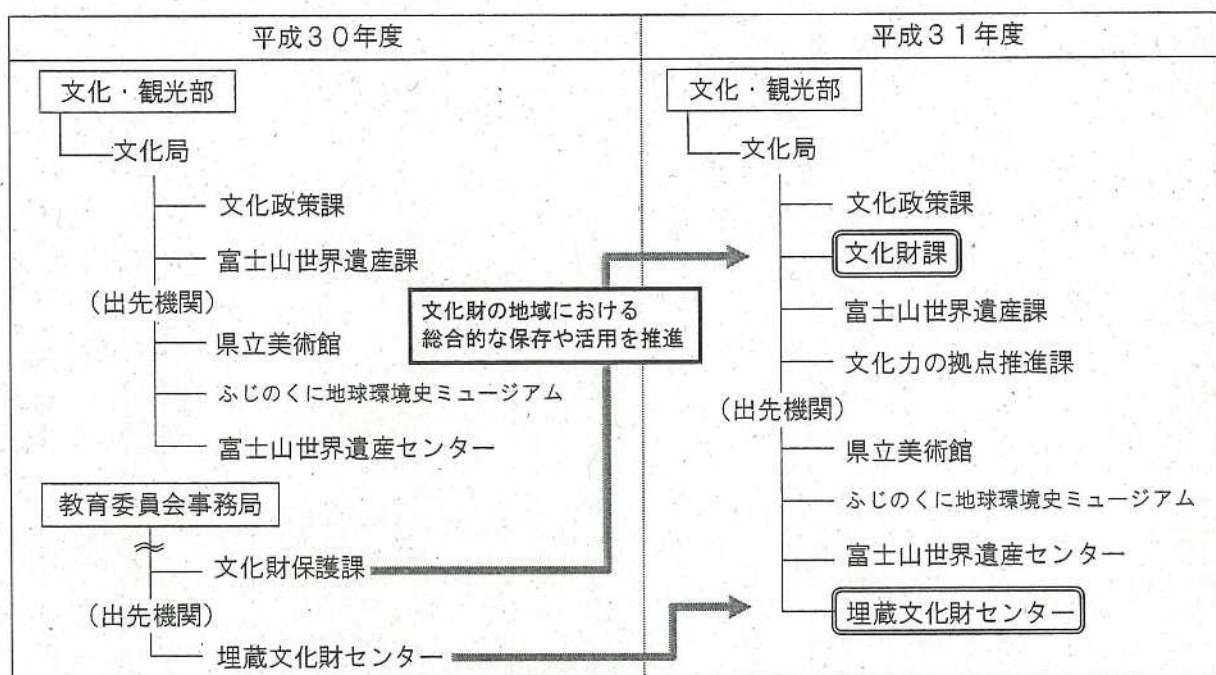 平成30年度
文化・観光部
文化局
文化政策課
富士山世界遺産課
(出先機関)
県立美術館
ふじのくに地球環境史ミュージアム
富士山世界遺産センター
教育委員会事務局
文化財保護課
(出先機関)
埋蔵文化財センター
文化財の地域における
総合的な保存や活用を推進
平成31年度
文化・観光部
文化局
文化政策課
文化財課
富士山世界遺産課
文化力の拠点推進課
(出先機関)
県立美術館
ふじのくに地球環境史ミュージアム
富士山世界遺産センター
埋蔵文化財センター